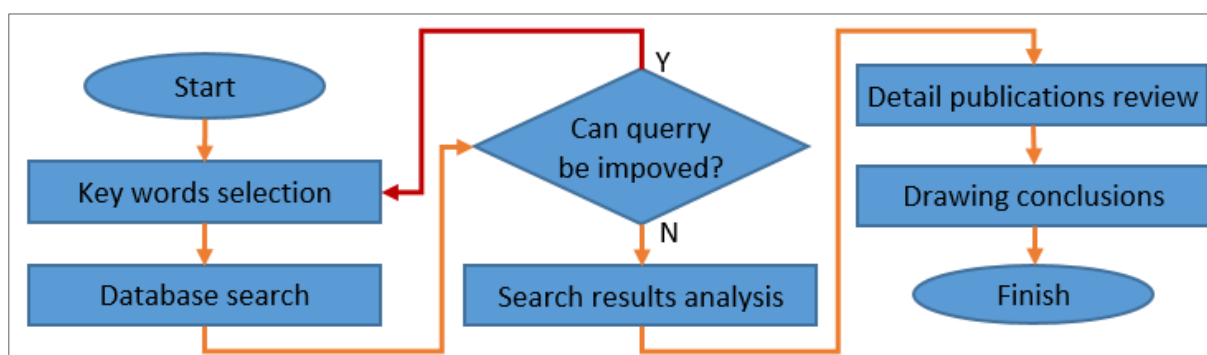 Start
Key words selection
Database search
Can querry
be impoved?
Y
N
Search results analysis
Detail publications review
Drawing conclusions
Finish